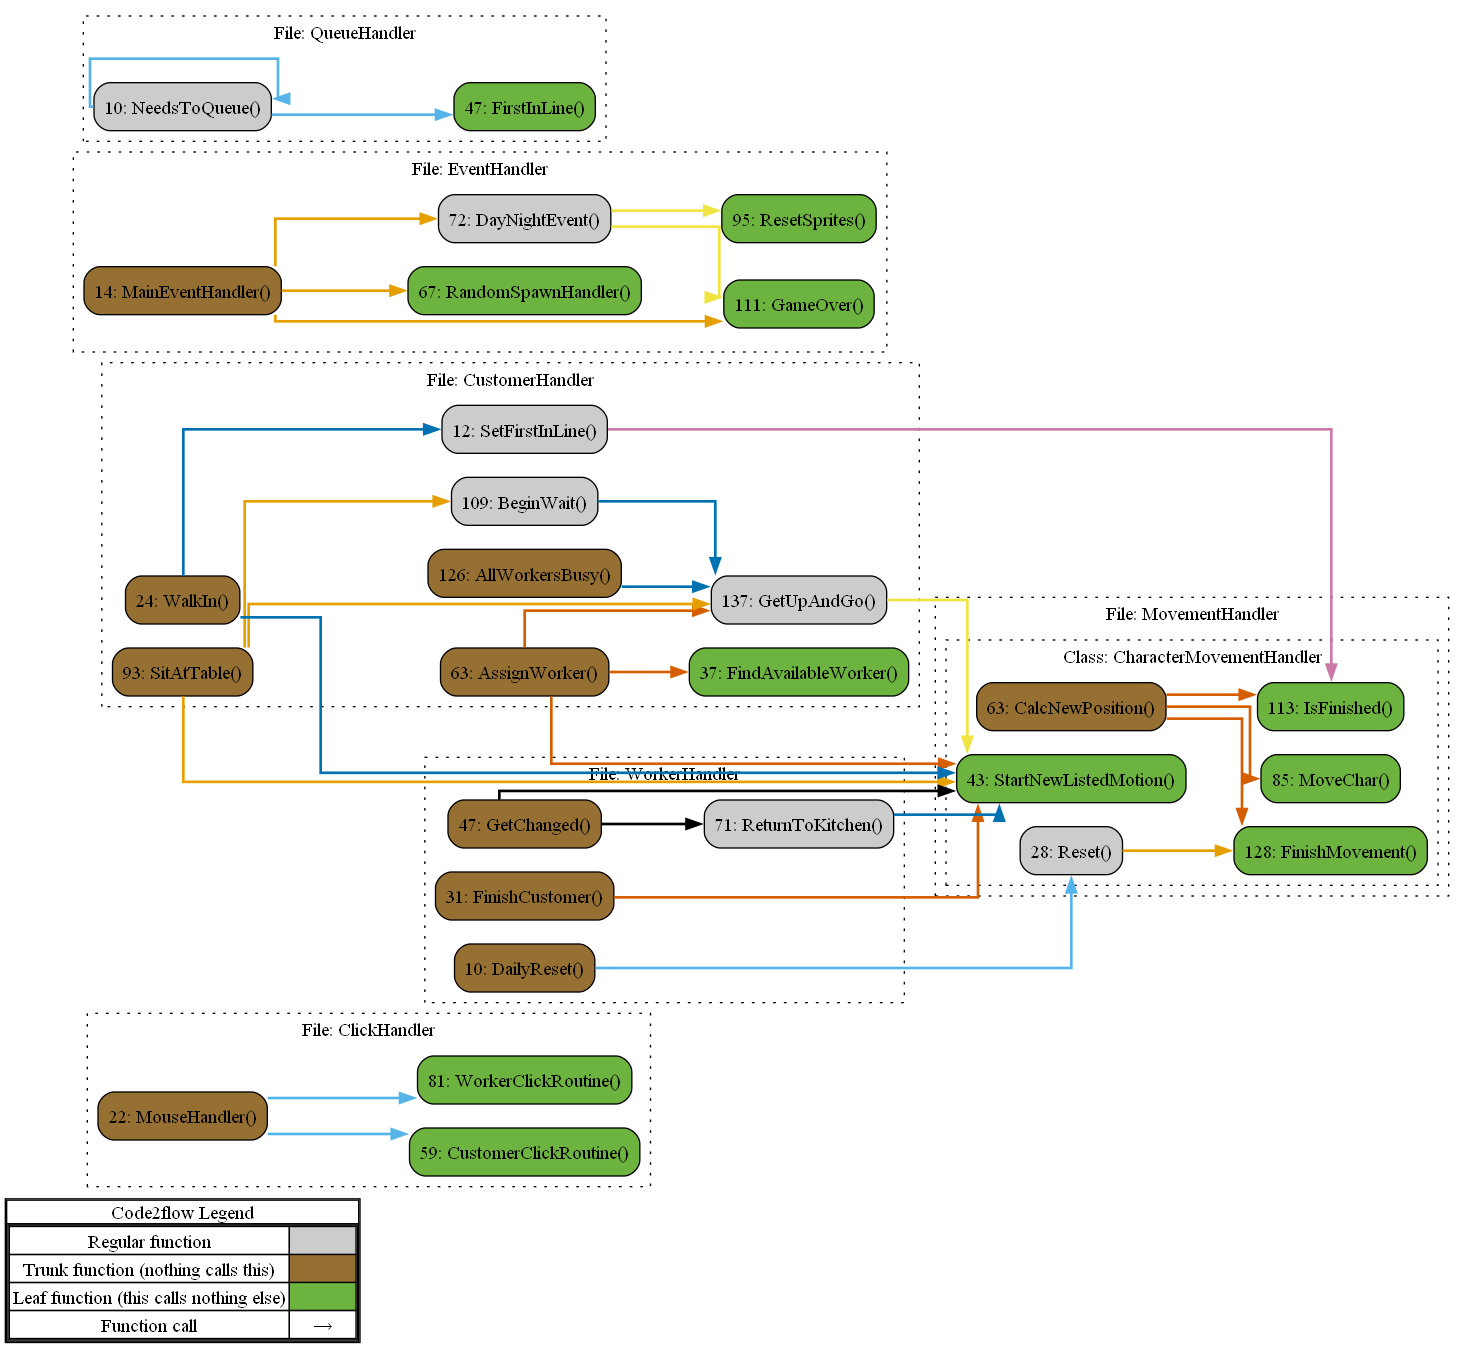 File: QueueHandler
10: NeedsToQueue()
47: FirstInLine()
File: EventHandler
72: DayNightEvent()
95: ResetSprites()
14: MainEventHandler()
67: RandomSpawnHandler()
111: GameOver()
File: CustomerHandler
12: SetFirstInLine()
109: BeginWait()
126: AllWorkersBusy()
24: WalkIn()
137: GetUpAndGo()
93: SitAtTable()
63: AssignWorker()
37: FindAvailableWorker()
File: MovementHandler
Class: CharacterMovementHandler
63: CalcNewPosition()
113: IsFinished()
43: StartNewListedMotion()
85: MoveChar()
28: Reset()
128: FinishMovement()
File: WorkerHandler
47: GetChanged()
71: ReturnToKitchen()
31: FinishCustomer()
10: DailyReset()
File: ClickHandler
81: WorkerClickRoutine()
22: MouseHandler()
59: CustomerClickRoutine()
Code2flow Legend
Regular function
Trunk function (nothing calls this)
Leaf function (this calls nothing else)
Function call →